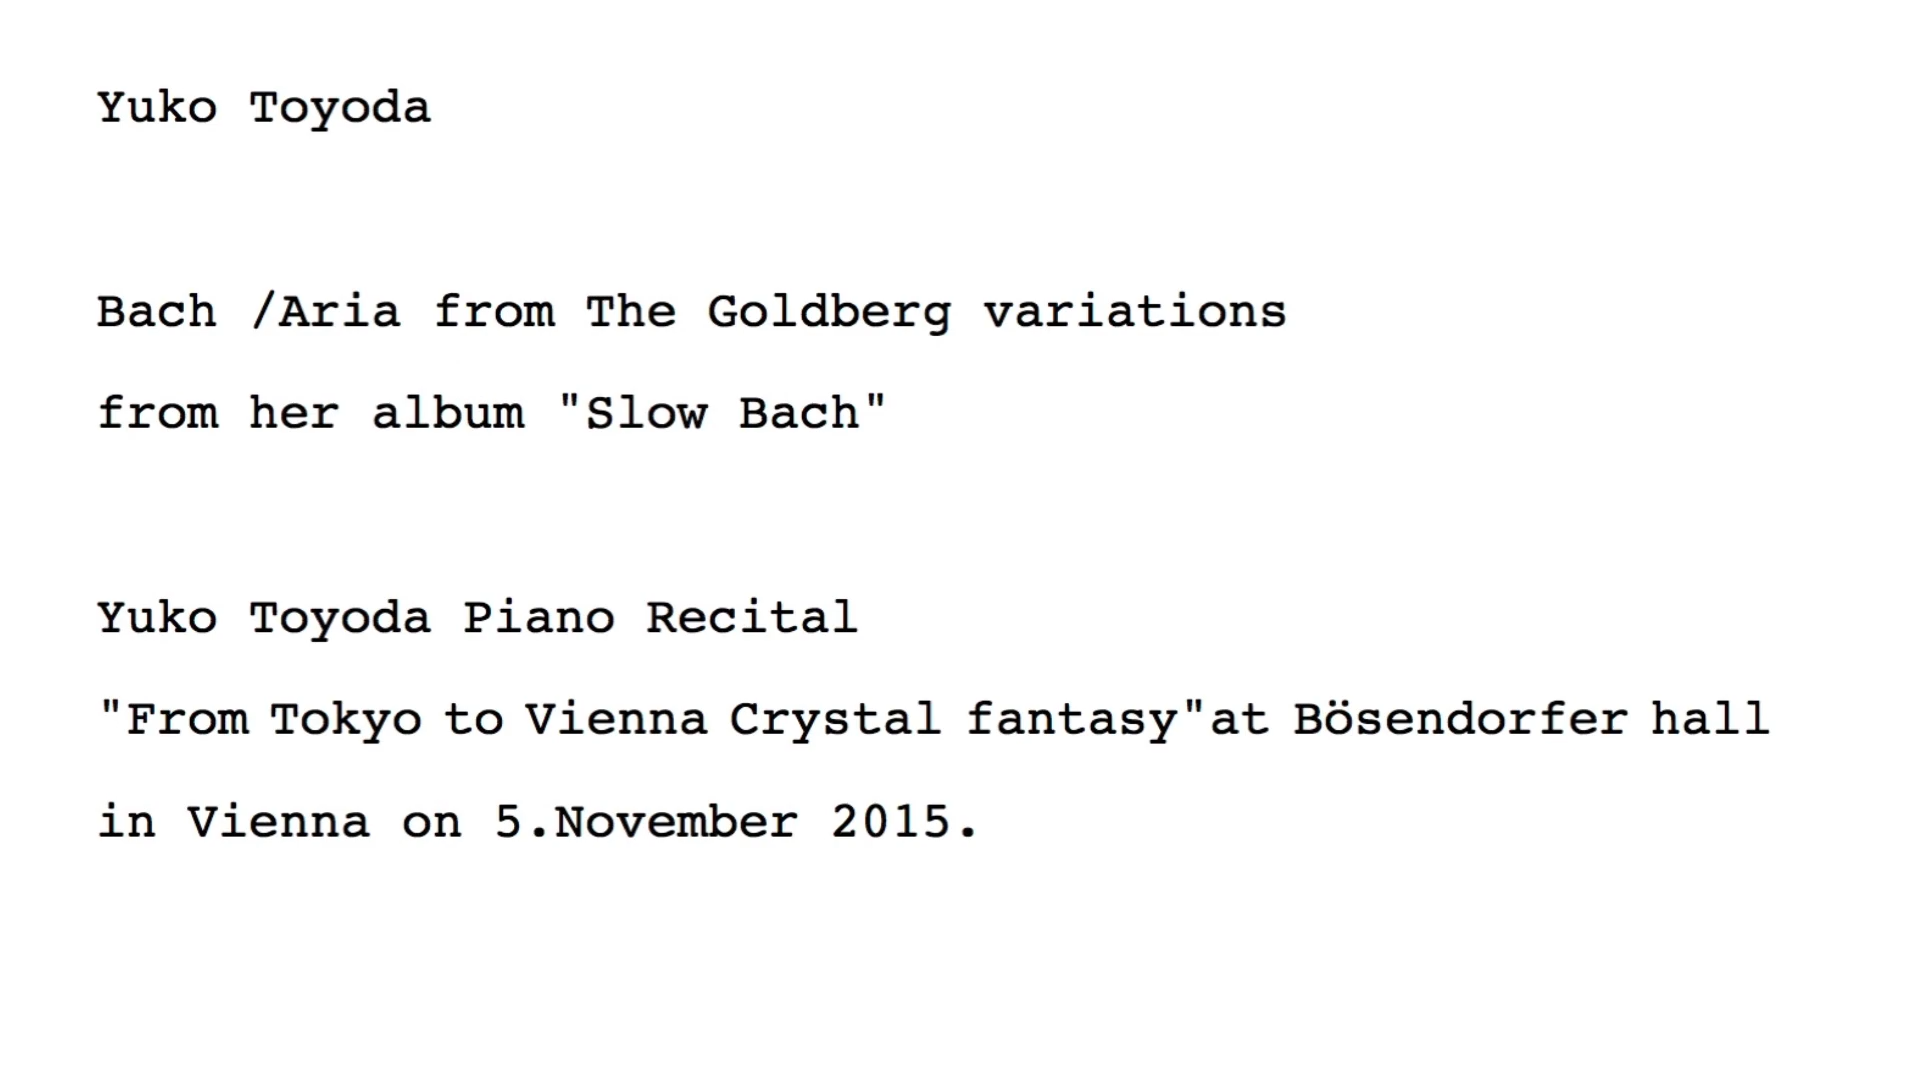 Yuko Toyoda
Bach /Aria from The Goldberg variations
from her album "Slow Bach"
Yuko Toyoda Piano Recital
"From Tokyo to Vienna Crystal fantasy"at Bösendorfer hall
in Vienna on 5.November 2015.